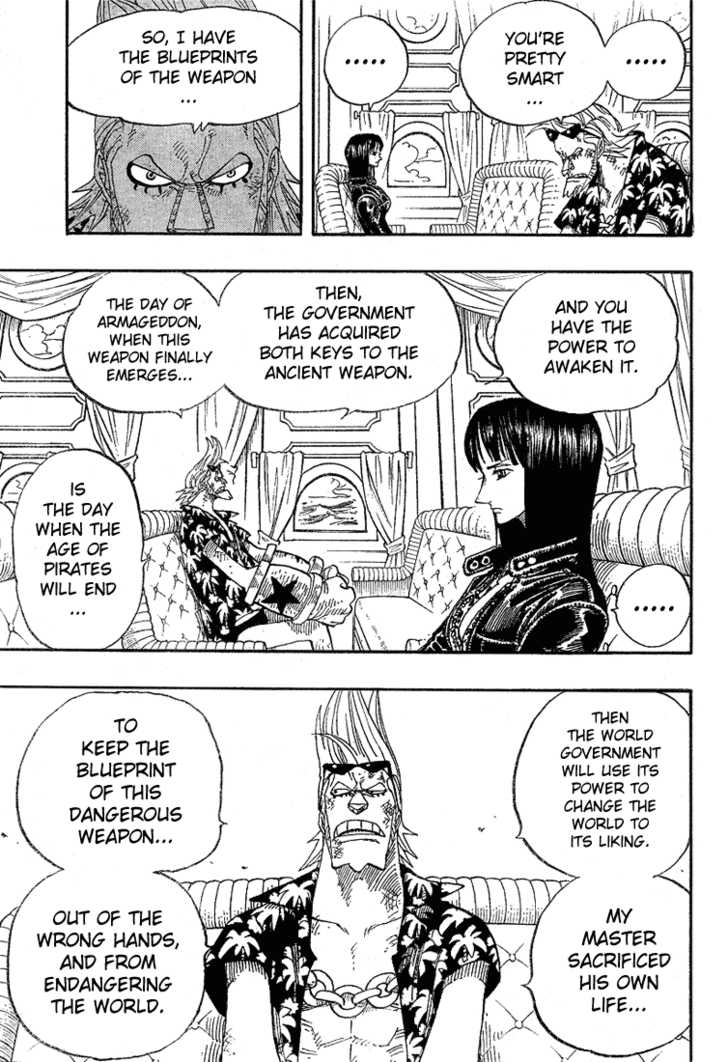 .....
YOU'RE
PRETTY
SMART
...
.....
SO, I HAVE
THE BLUEPRINTS
OF THE WEAPON
...
AND YOU
HAVE THE
POWER TO
AWAKEN IT.
THEN,
THE GOVERNMENT
HAS ACQUIRED
BOTH KEYS TO THE
ANCIENT WEAPON.
THE DAY OF
ARMAGEDDON,
WHEN THIS
WEAPON FINALLY
EMERGES...
IS
THE DAY
WHEN THE
AGE OF
PIRATES
WILL END
...
.....
THEN
THE WORLD
GOVERNMENT
WILL USE ITS
POWER TO
CHANGE THE
WORLD TO
ITS LIKING.
MY
MASTER
SACRIFICED
HIS OWN
LIFE...
TO
KEEP THE
BLUEPRINT
OF THIS
DANGEROUS
WEAPON...
OUT OF THE
WRONG HANDS,
AND FROM
ENDANGERING
THE WORLD.